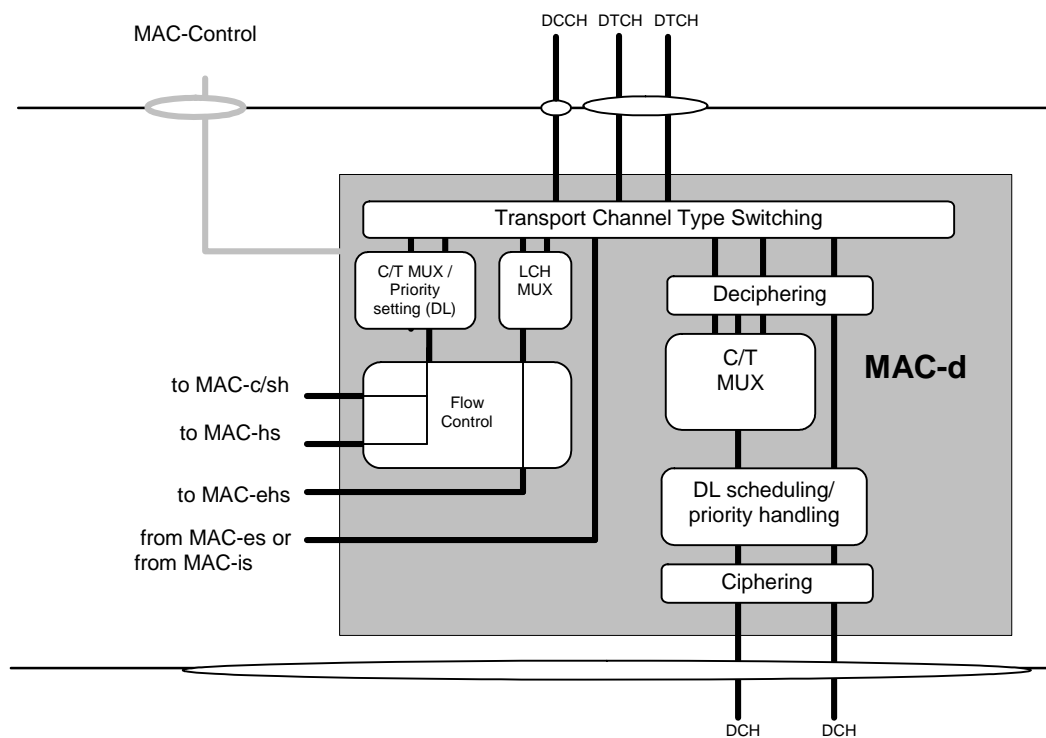 DCCH DTCH DTCH
MAC-Control
Transport Channel Type Switching
C/T MUX /
Priority
setting (DL)
LCH
MUX
Deciphering
C/T
MUX
MAC-d
to MAC-c/sh
Flow
Control
to MAC-hs
to MAC-ehs
DL scheduling/
priority handling
from MAC-es or
from MAC-is
Ciphering
DCH DCH